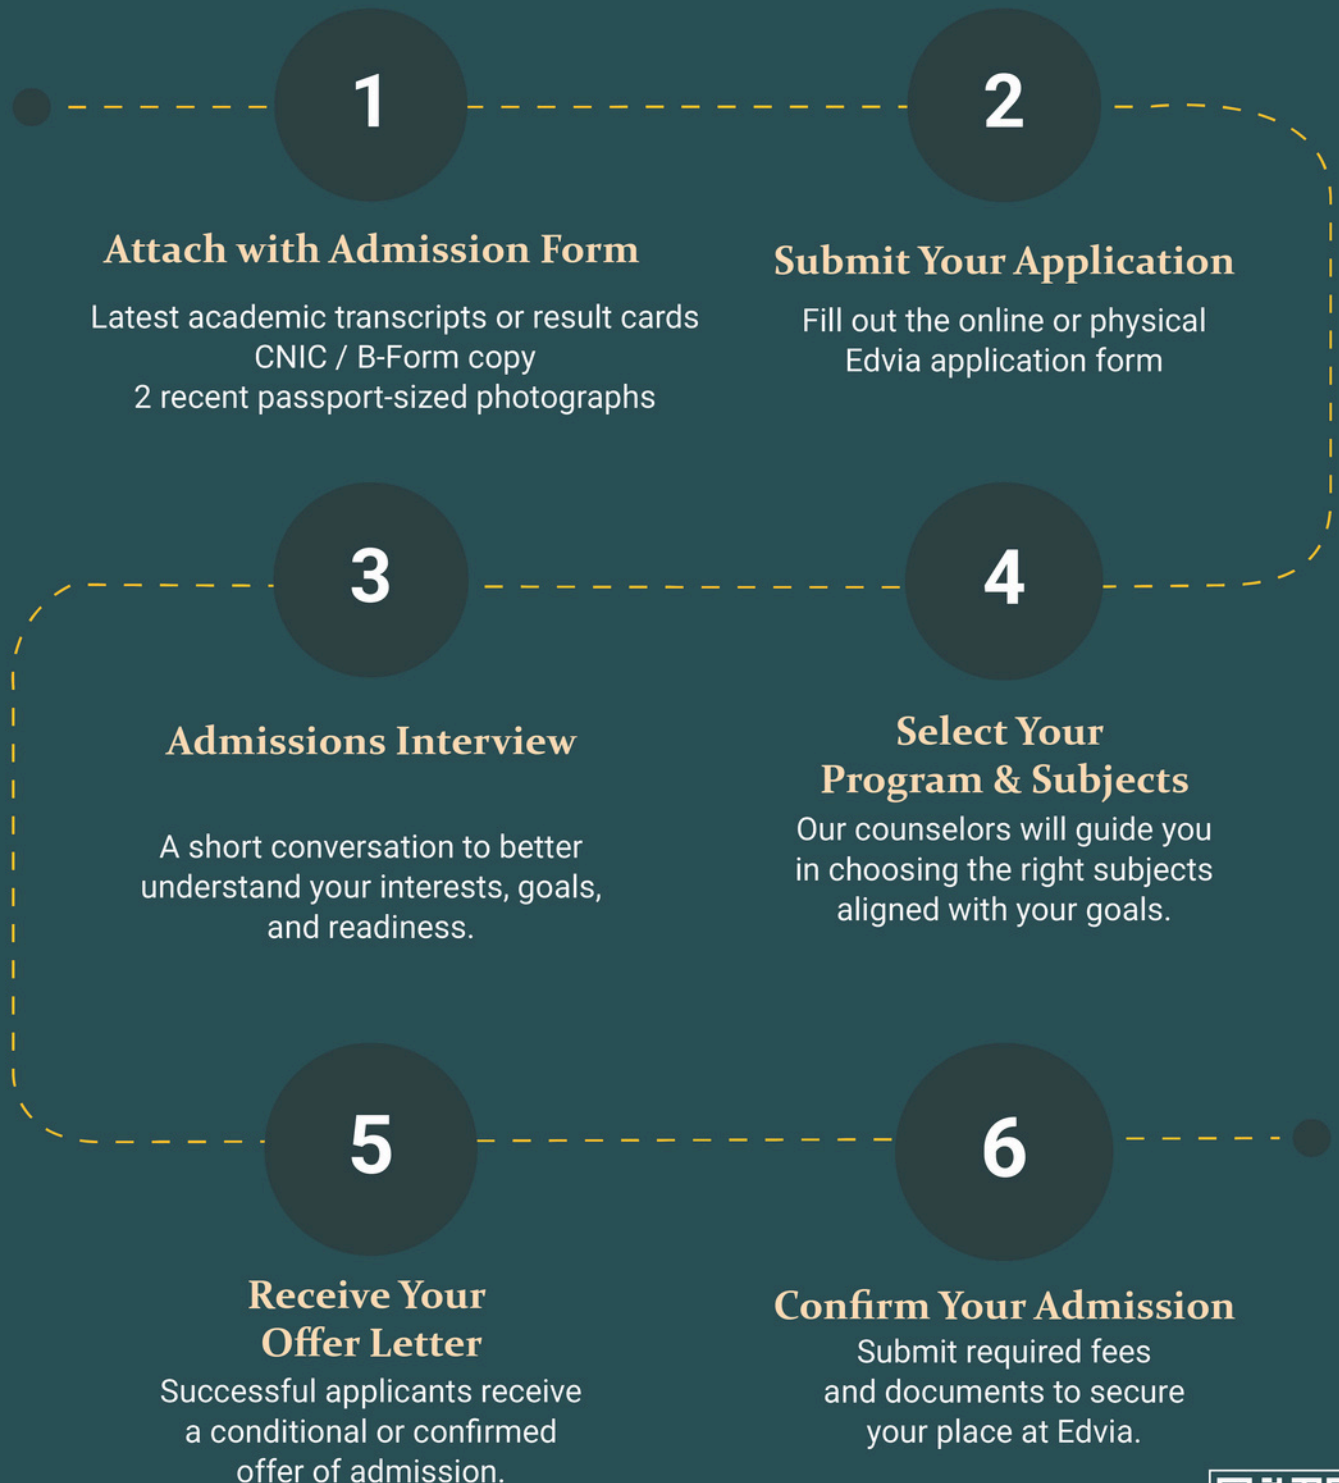 1
Attach with Admission Form
Latest academic transcripts or result cards
CNIC / B-Form copy
2 recent passport-sized photographs
2
Submit Your Application
Fill out the online or physical
Edvia application form
3
Admissions Interview
A short conversation to better
understand your interests, goals,
and readiness.
4
Select Your
Program & Subjects
Our counselors will guide you
in choosing the right subjects
aligned with your goals.
5
Receive Your
Offer Letter
Successful applicants receive
a conditional or confirmed
offer of admission.
6
Confirm Your Admission
Submit required fees
and documents to secure
your place at Edvia.